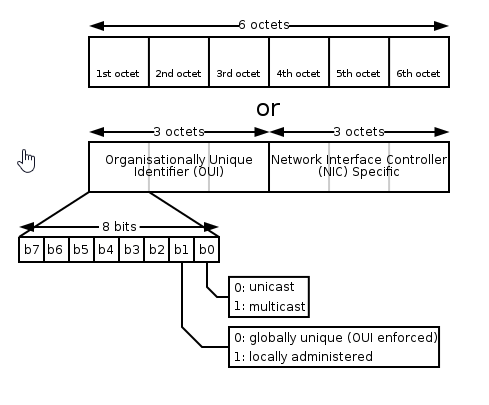 6 octets
1st octet 2nd octet 3rd octet 4th octet 5th octet 6th octet
or
3 octets 3 octets
Organisationally Unique
Identifier (OUI)
Network Interface Controller
(NIC) Specific
8 bits
b7 b6 b5 b4 b3 b2 b1 b0
0: unicast
1: multicast
0: globally unique (OUI enforced)
1: locally administered